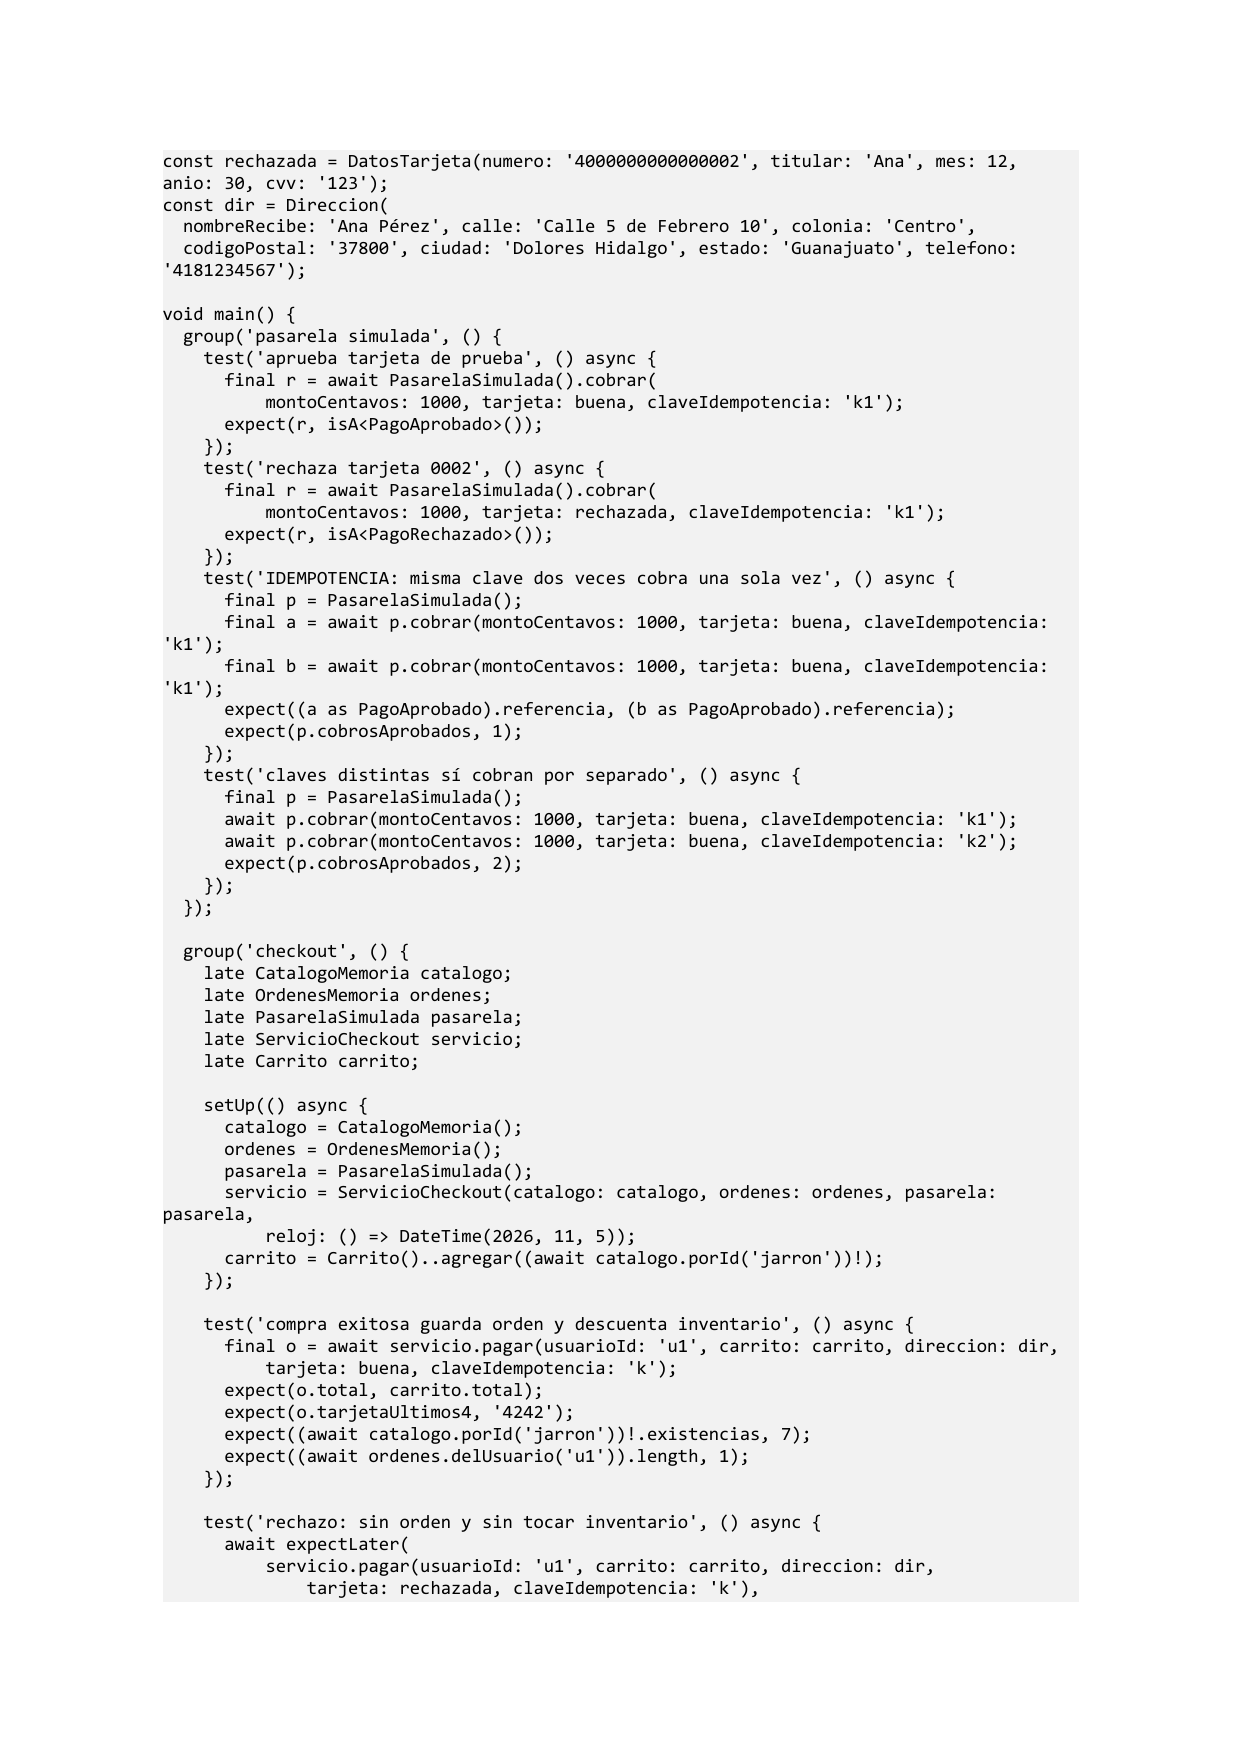 const rechazada = DatosTarjeta(numero: '4000000000000002', titular: 'Ana', mes: 12,
anio: 30, cvv: '123');
const dir = Direccion(
  nombreRecibe: 'Ana Pérez', calle: 'Calle 5 de Febrero 10', colonia: 'Centro',
  codigoPostal: '37800', ciudad: 'Dolores Hidalgo', estado: 'Guanajuato', telefono:
'4181234567');

void main() {
  group('pasarela simulada', () {
    test('aprueba tarjeta de prueba', () async {
      final r = await PasarelaSimulada().cobrar(
          montoCentavos: 1000, tarjeta: buena, claveIdempotencia: 'k1');
      expect(r, isA<PagoAprobado>());
    });
    test('rechaza tarjeta 0002', () async {
      final r = await PasarelaSimulada().cobrar(
          montoCentavos: 1000, tarjeta: rechazada, claveIdempotencia: 'k1');
      expect(r, isA<PagoRechazado>());
    });
    test('IDEMPOTENCIA: misma clave dos veces cobra una sola vez', () async {
      final p = PasarelaSimulada();
      final a = await p.cobrar(montoCentavos: 1000, tarjeta: buena, claveIdempotencia:
'k1');
      final b = await p.cobrar(montoCentavos: 1000, tarjeta: buena, claveIdempotencia:
'k1');
      expect((a as PagoAprobado).referencia, (b as PagoAprobado).referencia);
      expect(p.cobrosAprobados, 1);
    });
    test('claves distintas sí cobran por separado', () async {
      final p = PasarelaSimulada();
      await p.cobrar(montoCentavos: 1000, tarjeta: buena, claveIdempotencia: 'k1');
      await p.cobrar(montoCentavos: 1000, tarjeta: buena, claveIdempotencia: 'k2');
      expect(p.cobrosAprobados, 2);
    });
  });

  group('checkout', () {
    late CatalogoMemoria catalogo;
    late OrdenesMemoria ordenes;
    late PasarelaSimulada pasarela;
    late ServicioCheckout servicio;
    late Carrito carrito;

    setUp(() async {
      catalogo = CatalogoMemoria();
      ordenes = OrdenesMemoria();
      pasarela = PasarelaSimulada();
      servicio = ServicioCheckout(catalogo: catalogo, ordenes: ordenes, pasarela:
pasarela,
          reloj: () => DateTime(2026, 11, 5));
      carrito = Carrito()..agregar((await catalogo.porId('jarron'))!);
    });

    test('compra exitosa guarda orden y descuenta inventario', () async {
      final o = await servicio.pagar(usuarioId: 'u1', carrito: carrito, direccion: dir,
          tarjeta: buena, claveIdempotencia: 'k');
      expect(o.total, carrito.total);
      expect(o.tarjetaUltimos4, '4242');
      expect((await catalogo.porId('jarron'))!.existencias, 7);
      expect((await ordenes.delUsuario('u1')).length, 1);
    });

    test('rechazo: sin orden y sin tocar inventario', () async {
      await expectLater(
          servicio.pagar(usuarioId: 'u1', carrito: carrito, direccion: dir,
              tarjeta: rechazada, claveIdempotencia: 'k'),